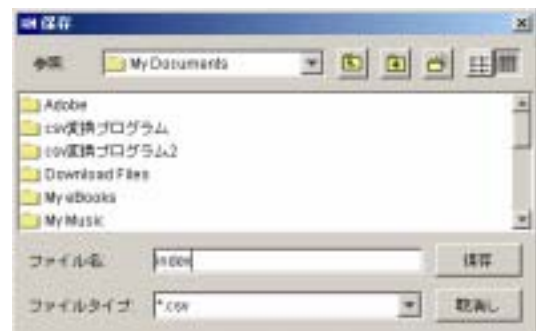 保存
参照: My Documents
Adobe
csv変換プログラム
csv変換プログラム2
Download Files
My eBooks
My Music
ファイル名: index 保存
ファイルタイプ *.csv 取消し